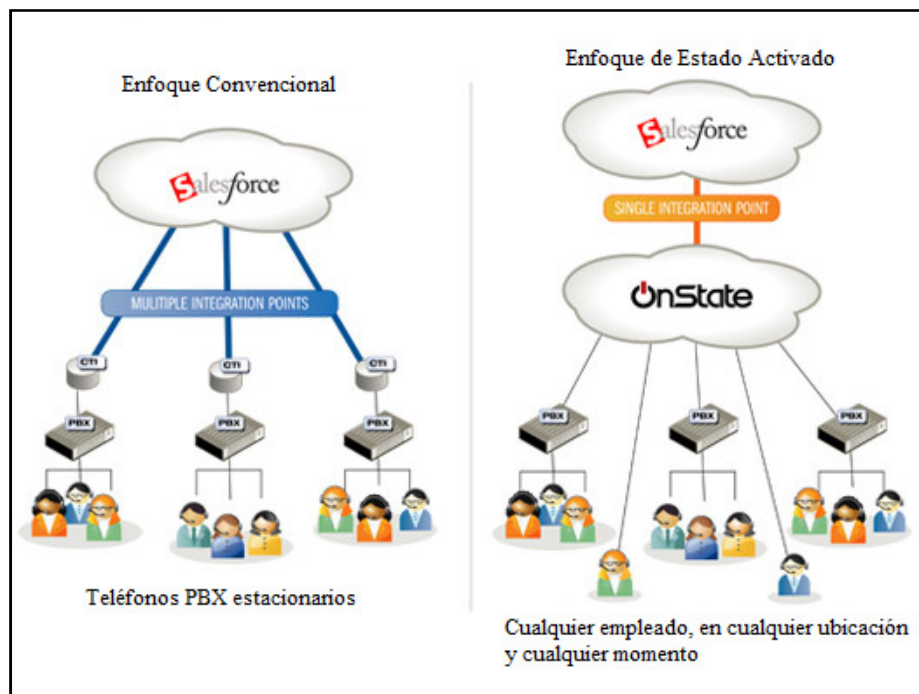 Enfoque Convencional
salesforce
MULITIPLE INTEGRATION POINTS
CTI
CTI
CTI
PBX
PBX
PBX
Teléfonos PBX estacionarios
Enfoque de Estado Activado
salesforce
SINGLE INTEGRATION POINT
OnState
PBX
PBX
PBX
Cualquier empleado, en cualquier ubicación
y cualquier momento